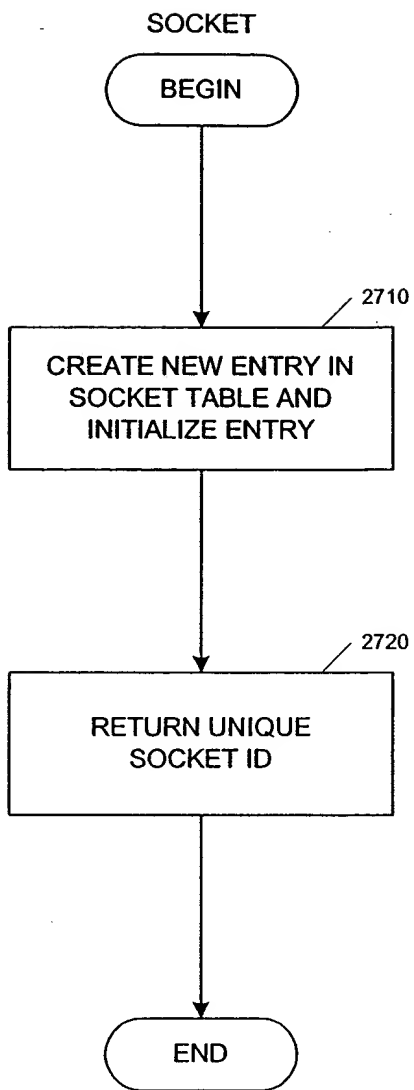 SOCKET
BEGIN
2710
CREATE NEW ENTRY IN
SOCKET TABLE AND
INITIALIZE ENTRY
2720
RETURN UNIQUE
SOCKET ID
END